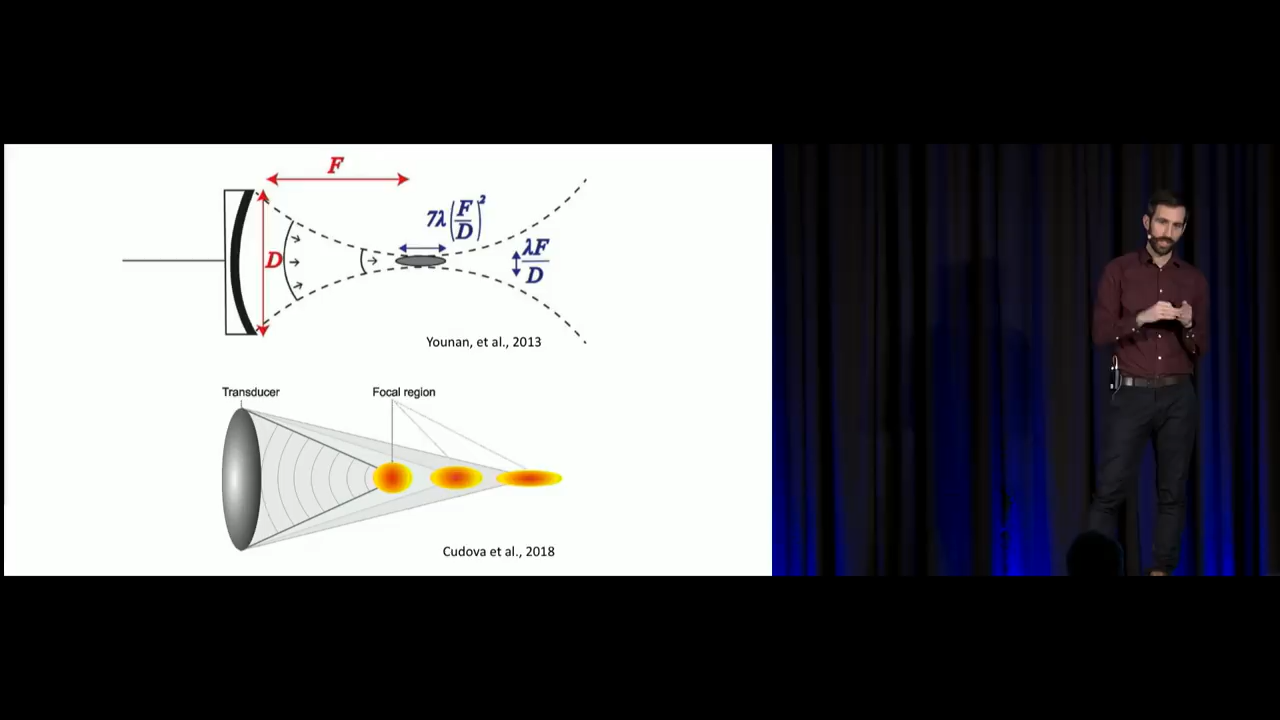 F
7λ(F/D)²
D
λF/D
Younan, et al., 2013
Transducer
Focal region
Cudova et al., 2018